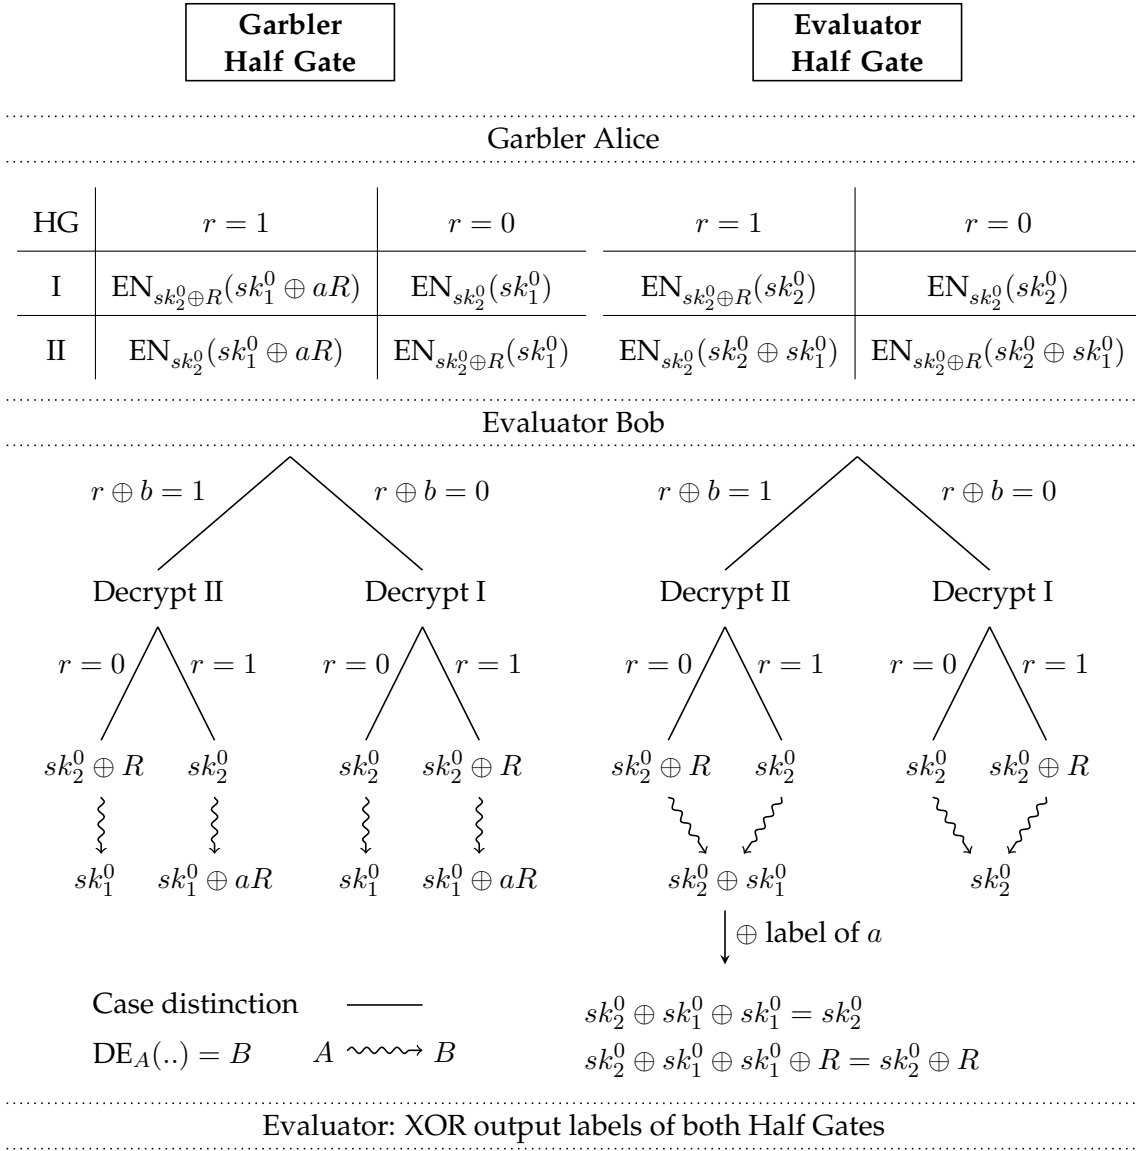 Garbler Evaluator
Half Gate Half Gate
Garbler Alice
HG r = 1 r = 0 r = 1 r = 0
I EN_{sk_2^0⊕R}(sk_1^0 ⊕ aR) EN_{sk_2^0}(sk_1^0) EN_{sk_2^0⊕R}(sk_2^0) EN_{sk_2^0}(sk_2^0)
II EN_{sk_2^0}(sk_1^0 ⊕ aR) EN_{sk_2^0⊕R}(sk_1^0) EN_{sk_2^0}(sk_2^0 ⊕ sk_1^0) EN_{sk_2^0⊕R}(sk_2^0 ⊕ sk_1^0)
Evaluator Bob
r ⊕ b = 1 r ⊕ b = 0 r ⊕ b = 1 r ⊕ b = 0
Decrypt II Decrypt I Decrypt II Decrypt I
r = 0 r = 1 r = 0 r = 1 r = 0 r = 1 r = 0 r = 1
sk_2^0 ⊕ R sk_2^0 sk_2^0 sk_2^0 ⊕ R sk_2^0 ⊕ R sk_2^0 sk_2^0 sk_2^0 ⊕ R
sk_1^0 sk_1^0 ⊕ aR sk_1^0 sk_1^0 ⊕ aR sk_2^0 ⊕ sk_1^0 sk_2^0
⊕ label of a
Case distinction sk_2^0 ⊕ sk_1^0 ⊕ sk_1^0 = sk_2^0
DE_A(..) = B A B sk_2^0 ⊕ sk_1^0 ⊕ sk_1^0 ⊕ R = sk_2^0 ⊕ R
Evaluator: XOR output labels of both Half Gates